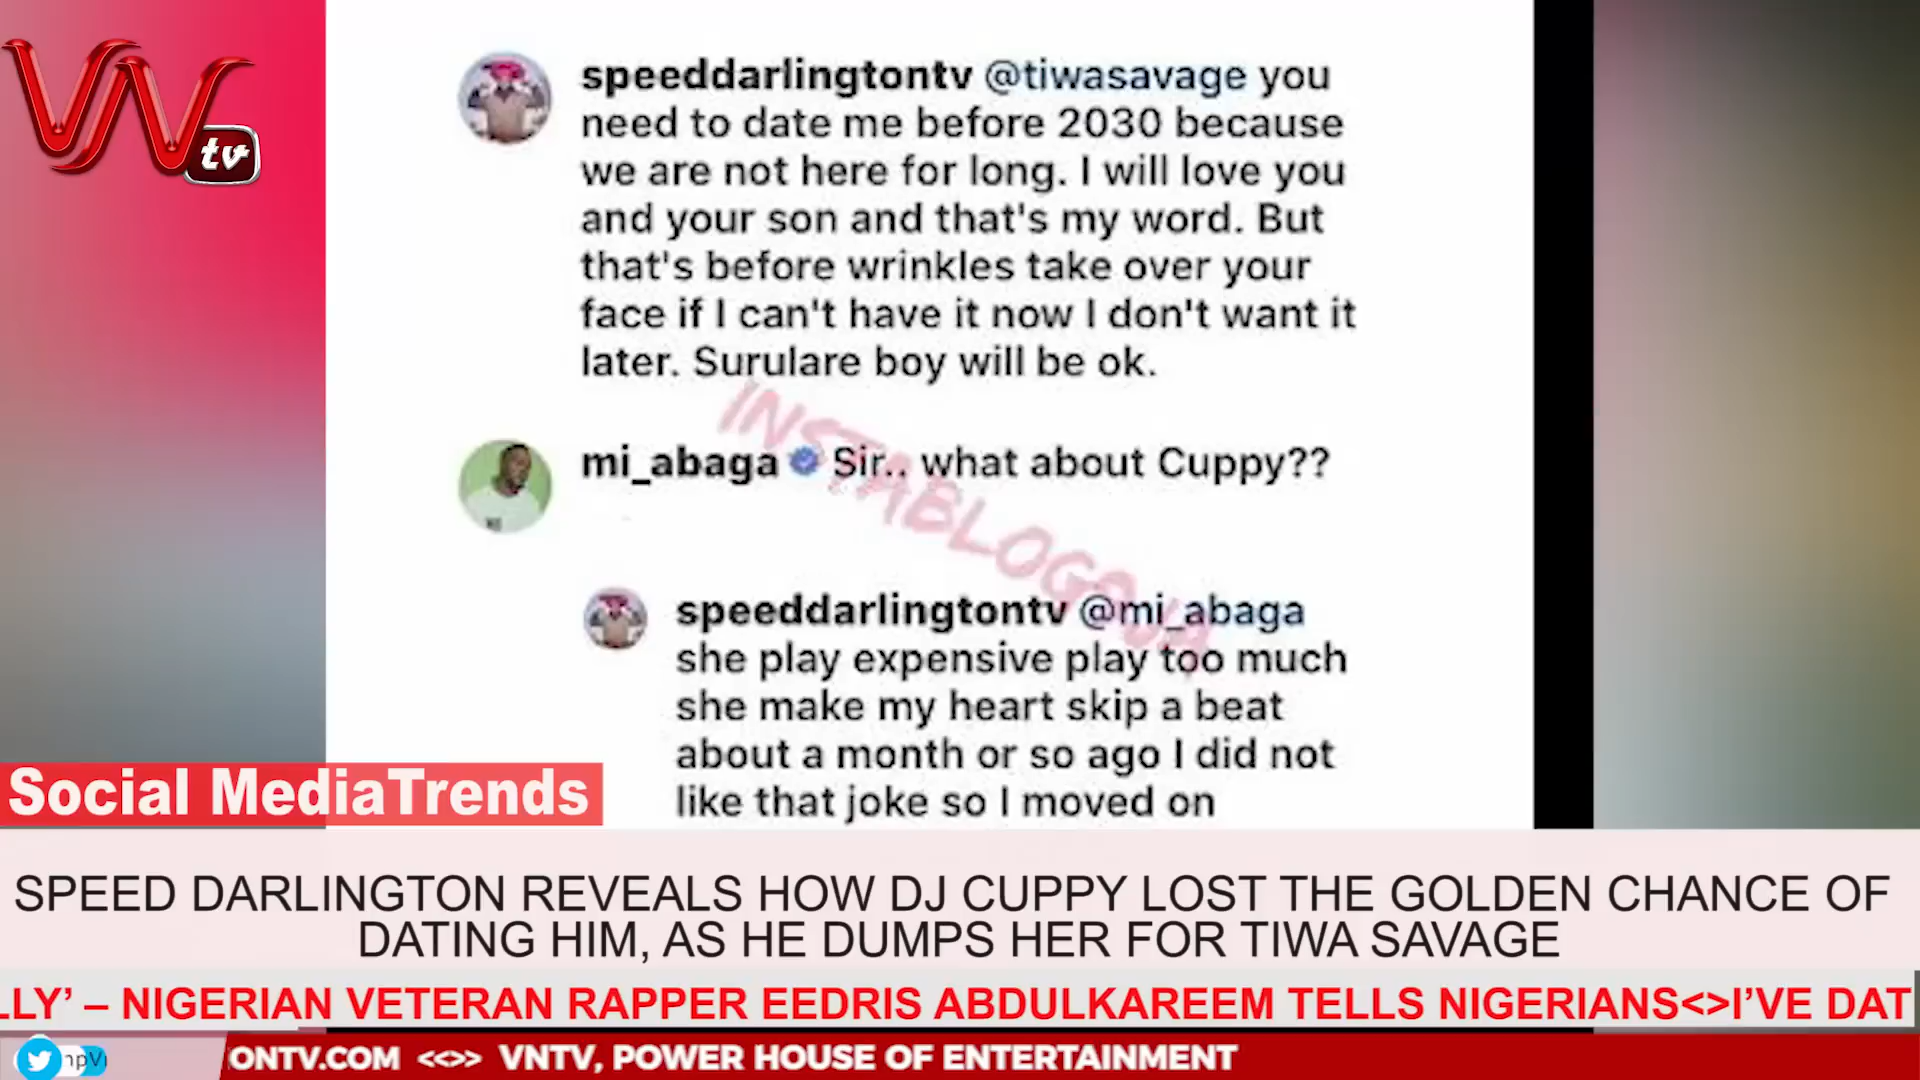 VN
tv
speeddarlingtontv @tiwasavage you
need to date me before 2030 because
we are not here for long. I will love you
and your son and that's my word. But
that's before wrinkles take over your
face if I can't have it now I don't want it
later. Surulare boy will be ok.
mi_abaga Sir.. what about Cuppy??
INSTABLOG9JA
speeddarlingtontv @mi_abaga
she play expensive play too much
she make my heart skip a beat
about a month or so ago I did not
like that joke so I moved on
Social MediaTrends
SPEED DARLINGTON REVEALS HOW DJ CUPPY LOST THE GOLDEN CHANCE OF
DATING HIM, AS HE DUMPS HER FOR TIWA SAVAGE
LLY’ – NIGERIAN VETERAN RAPPER EEDRIS ABDULKAREEM TELLS NIGERIANS<>I’VE DAT
ONTV.COM <<>> VNTV, POWER HOUSE OF ENTERTAINMENT